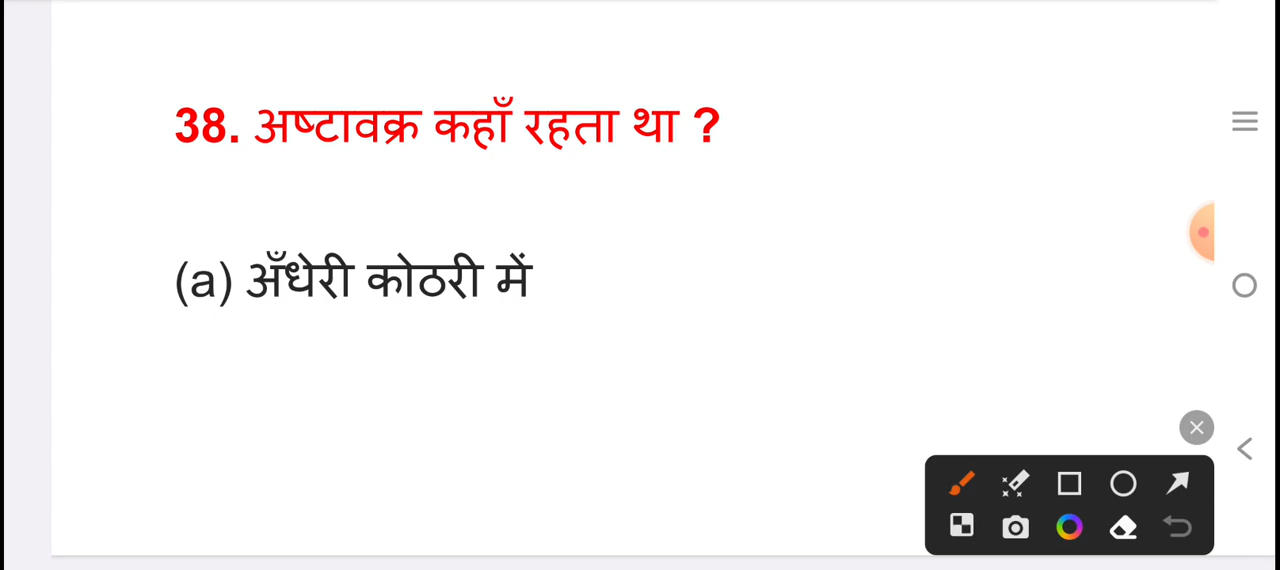 38. अष्टावक्र कहाँ रहता था ?
(a) अँधेरी कोठरी में